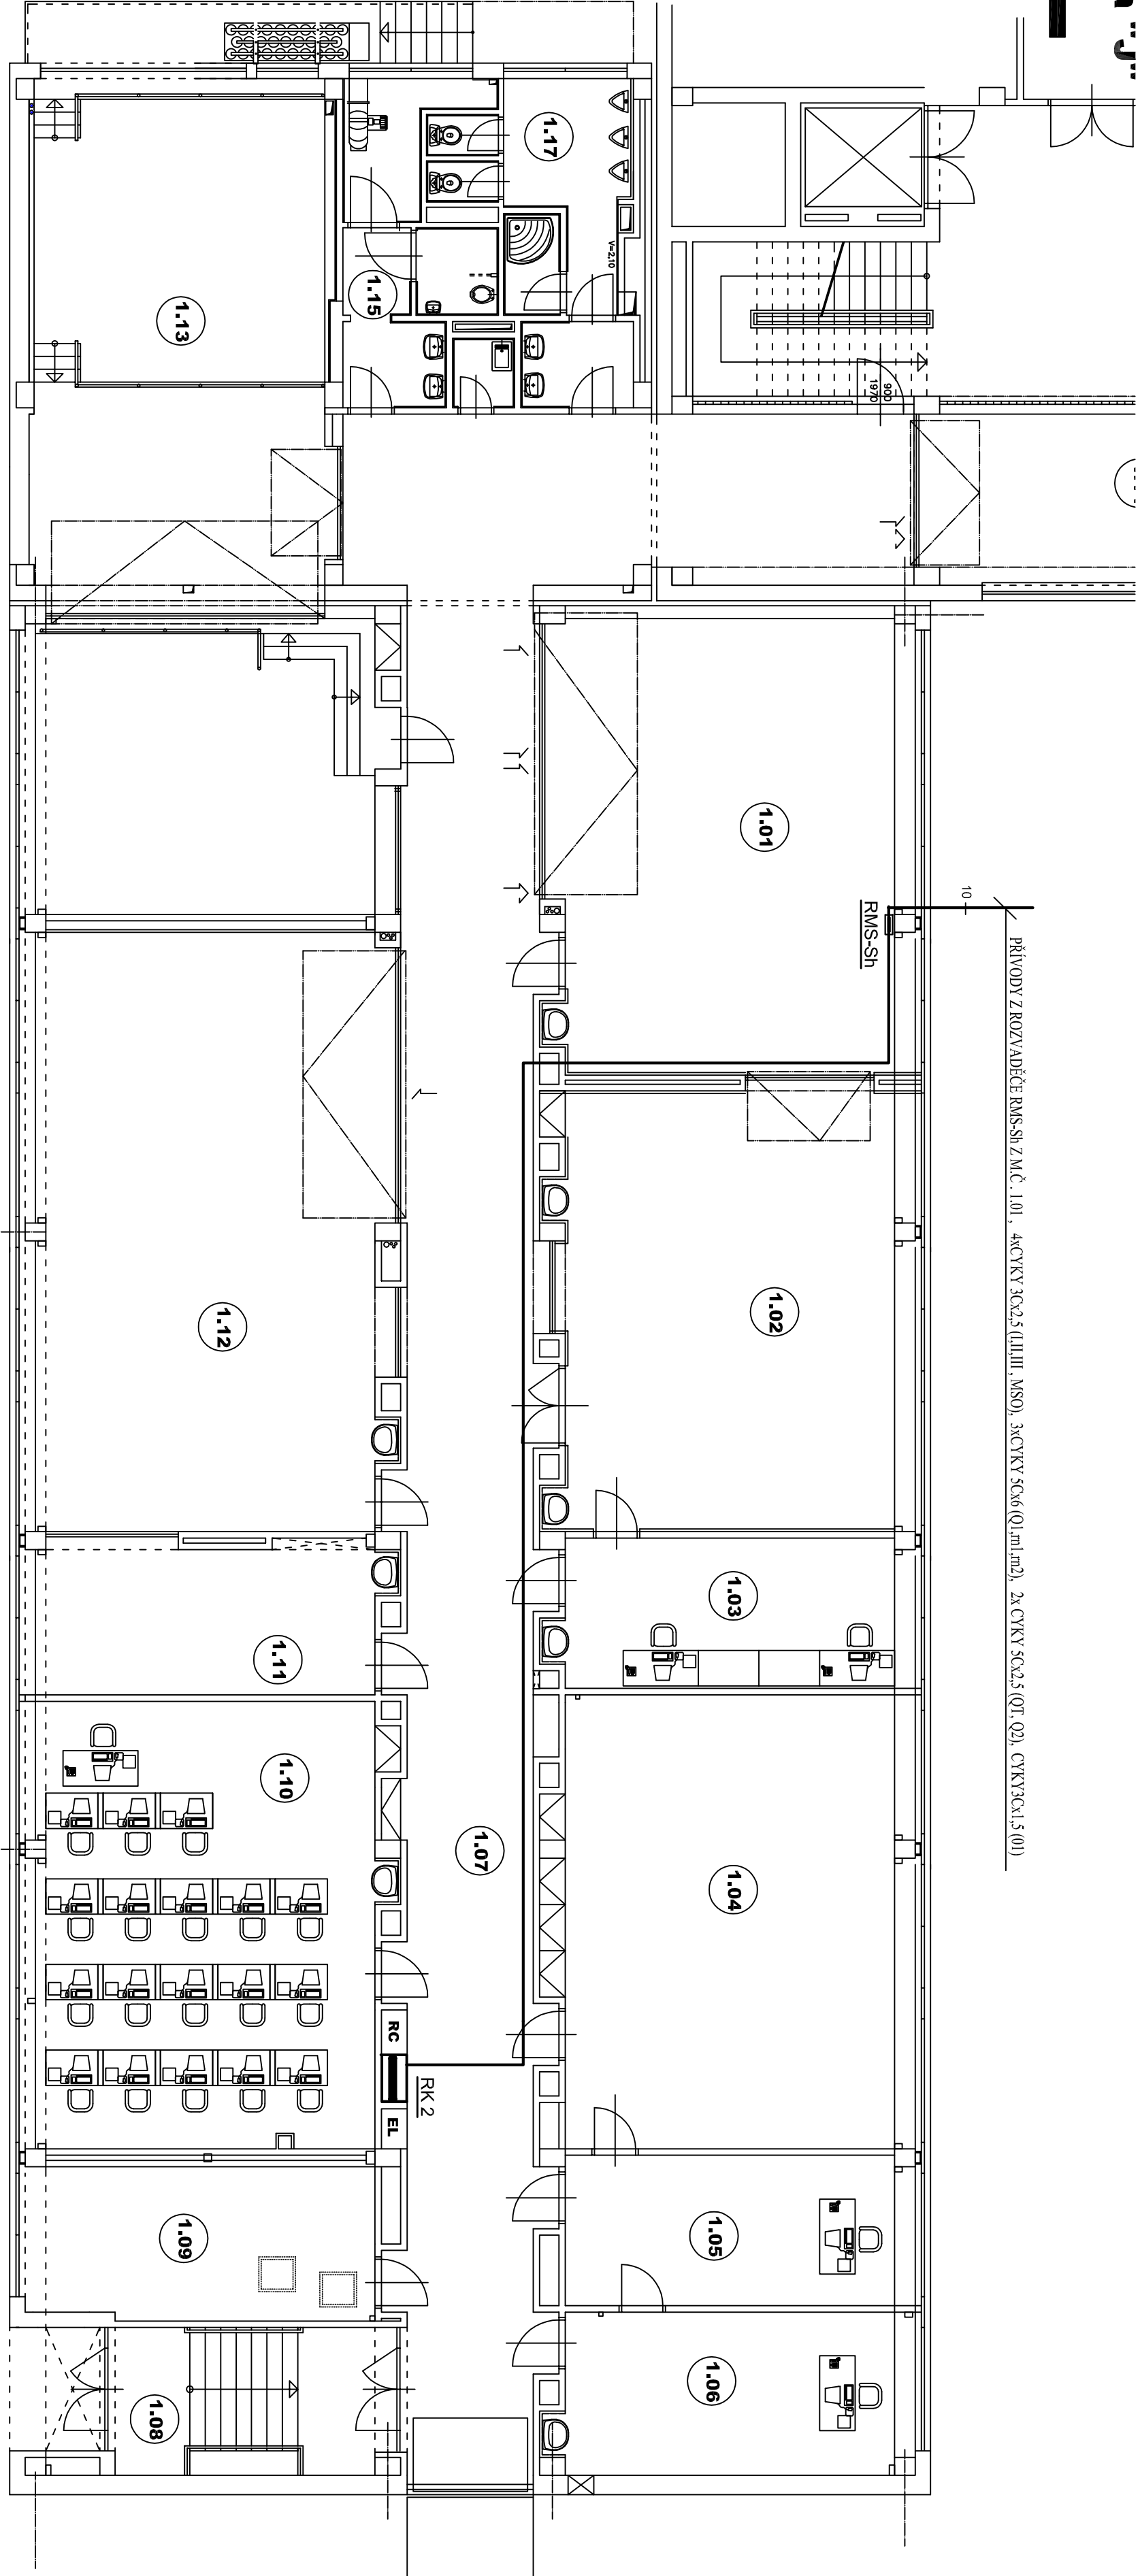 "J"
1.17
V=2,10
1.15
1.13
900
1970
1.01
RMS-Sh
10
PŘÍVODY Z ROZVADĚČE RMS-Sh Z M.Č. 1.01, 4xCYKY 3Cx2,5 (I,II,III, MSO), 3xCYKY 5Cx6 (Q1,m1,m2), 2x CYKY 5Cx2,5 (QT, Q2), CYKY3Cx1,5 (01)
1.02
1.12
1.03
1.11
1.10
1.07
1.04
RC
RK 2
EL
1.05
1.09
1.06
1.08